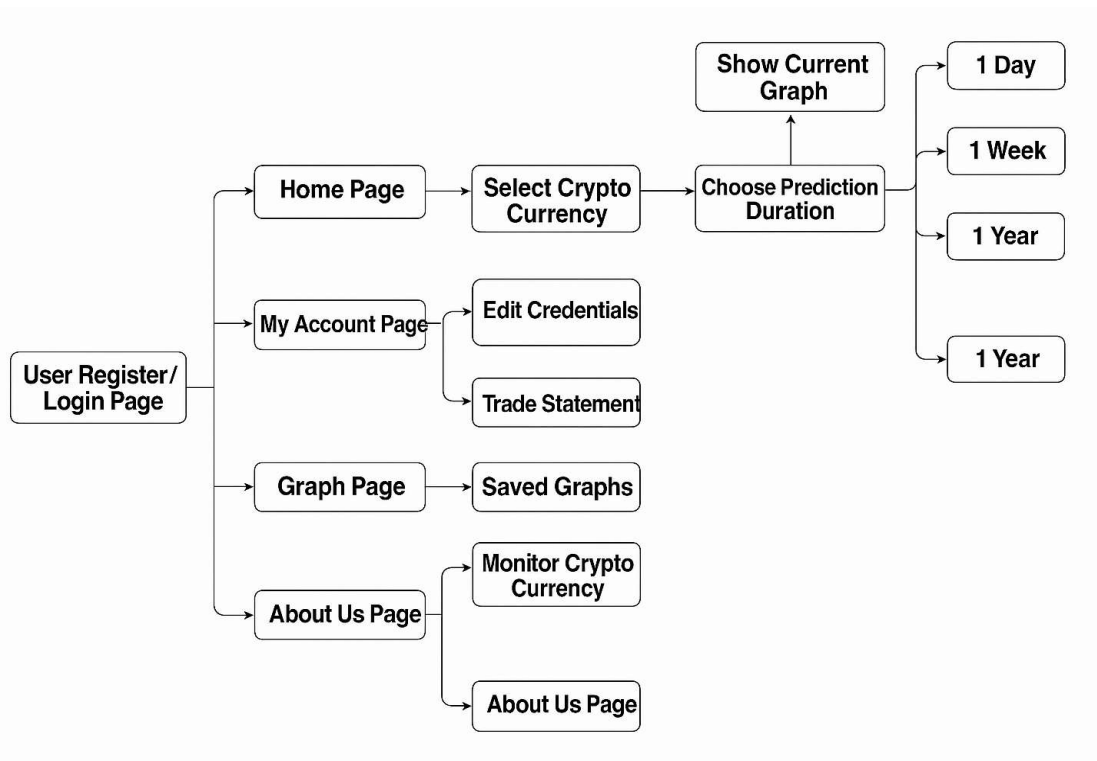 Show Current
Graph
1 Day
1 Week
Home Page
Select Crypto
Currency
Choose Prediction
Duration
1 Year
My Account Page
Edit Credentials
1 Year
User Register/
Login Page
Trade Statement
Graph Page
Saved Graphs
Monitor Crypto
Currency
About Us Page
About Us Page